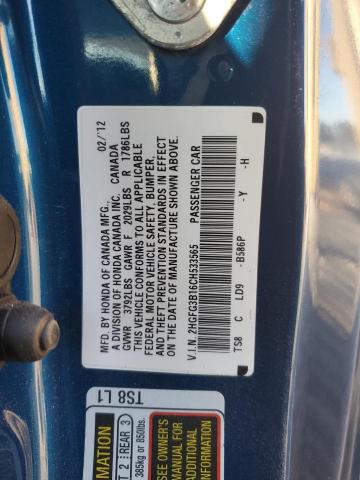 MFD. BY HONDA OF CANADA MFG., 02/'12
A DIVISION OF HONDA CANADA INC. CANADA
GVWR 3792LBS GAWR F 2029LBS R 1786LBS
THIS VEHICLE CONFORMS TO ALL APPLICABLE
FEDERAL MOTOR VEHICLE SAFETY, BUMPER,
AND THEFT PREVENTION STANDARDS IN EFFECT
ON THE DATE OF MANUFACTURE SHOWN ABOVE.
V.I.N. 2HGFG3B16CH533565 PASSENGER CAR
TS8 C LD9 -B586P -Y -H
TS8 L1
MATION
T 2 REAR 3
385kg or 850lbs.
SEE OWNER'S
MANUAL FOR
ADDITIONAL
INFORMATION